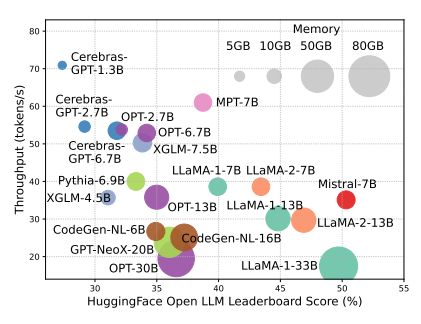 Memory
5GB 10GB 50GB 80GB
Cerebras-
GPT-1.3B
Cerebras-
GPT-2.7B
MPT-7B
OPT-2.7B
OPT-6.7B
Cerebras-
GPT-6.7B
XGLM-7.5B
LLaMA-1-7B
LLaMA-2-7B
Pythia-6.9B
Mistral-7B
XGLM-4.5B
OPT-13B
LLaMA-1-13B
LLaMA-2-13B
CodeGen-NL-6B
CodeGen-NL-16B
GPT-NeoX-20B
OPT-30B
LLaMA-1-33B
Throughput (tokens/s)
80
70
60
50
40
30
20
30 35 40 45 50 55
HuggingFace Open LLM Leaderboard Score (%)